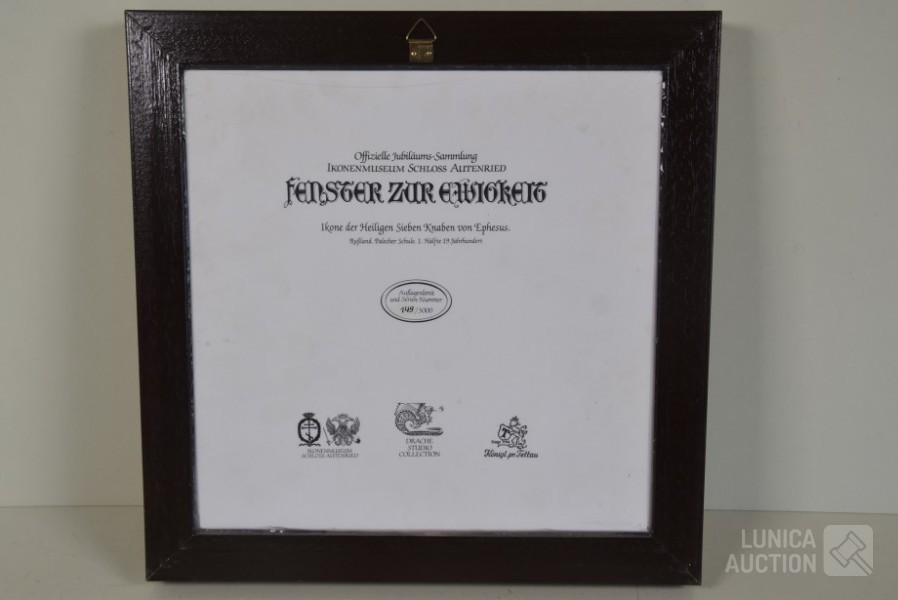 Offizielle Jubiläums-Sammlung
IKONENMUSEUM SCHLOSS AUTENRIED
FENSTER ZUR EWIGKEIT
Ikone der Heiligen Sieben Knaben von Ephesus.
Rußland. Palecher Schule. 1. Hälfte 19. Jahrhundert
Auflagenlimit
und Serien Nummer
149/5000
IKONENMUSEUM
SCHLOSS AUTENRIED
DRACHE
STUDIO
COLLECTION
Königl. pr. Tettau
LUNICA
AUCTION